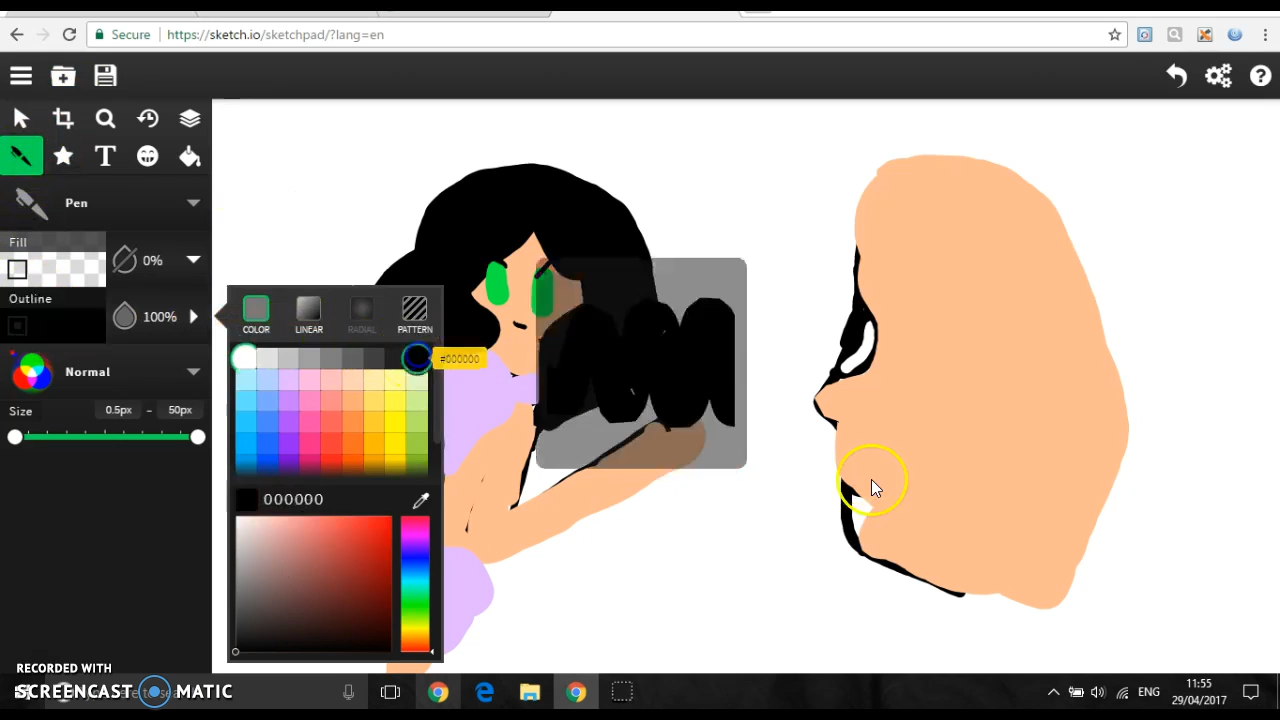 Secure https://sketch.io/sketchpad/?lang=en
Pen
Fill
0%
Outline
100%
Normal
Size 0.5px – 50px
COLOR LINEAR RADIAL PATTERN
#000000
000000
RECORDED WITH
SCREENCAST MATIC
ENG
11:55
29/04/2017